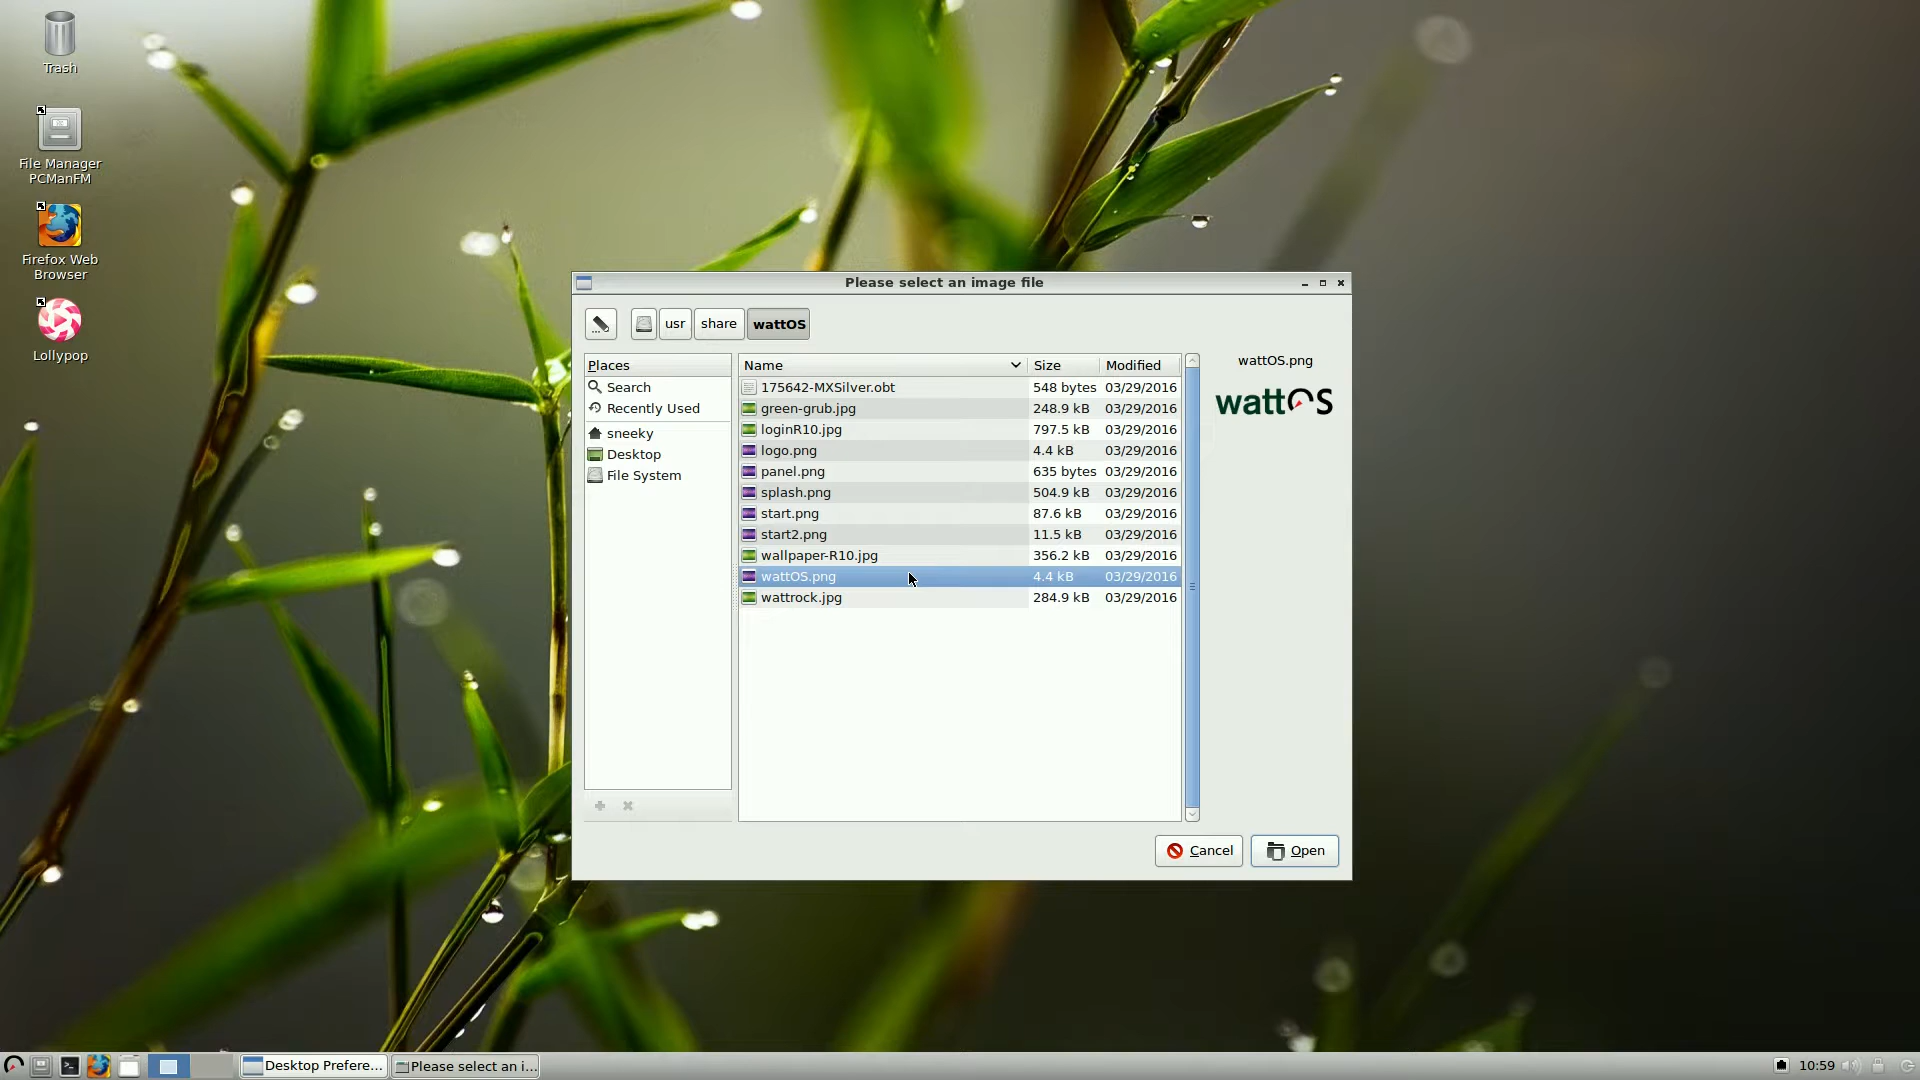 Trash
File Manager
PCManFM
Firefox Web
Browser
Lollypop
Please select an image file
usr share wattOS
Places
Search
Recently Used
sneeky
Desktop
File System
Name Size Modified
175642-MXSilver.obt 548 bytes 03/29/2016
green-grub.jpg 248.9 kB 03/29/2016
loginR10.jpg 797.5 kB 03/29/2016
logo.png 4.4 kB 03/29/2016
panel.png 635 bytes 03/29/2016
splash.png 504.9 kB 03/29/2016
start.png 87.6 kB 03/29/2016
start2.png 11.5 kB 03/29/2016
wallpaper-R10.jpg 356.2 kB 03/29/2016
wattOS.png 4.4 kB 03/29/2016
wattrock.jpg 284.9 kB 03/29/2016
wattOS.png
wattOS
Cancel Open
Desktop Prefere... Please select an i... 10:59